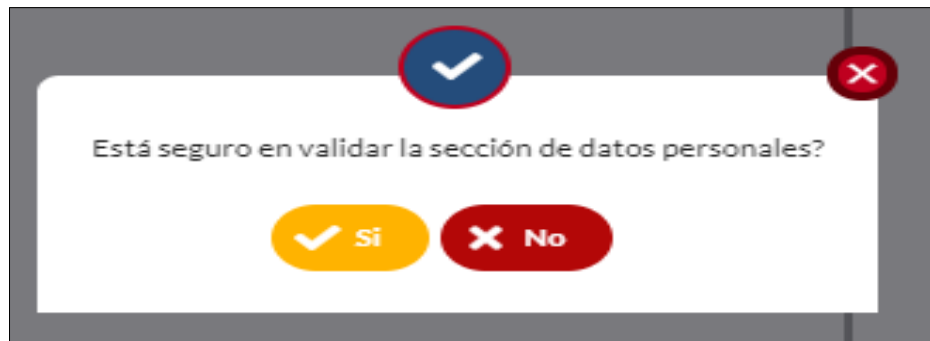 Está seguro en validar la sección de datos personales?
Si
No